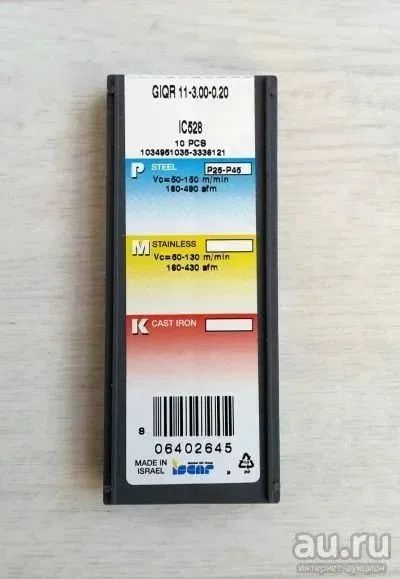 GIQR 11-3.00-0.20
IC528
10 PCS
1034951035-3336121
P STEEL P25-P45
Vc=50-150 m/min
160-490 sfm
M STAINLESS
Vc=50-130 m/min
160-430 sfm
K CAST IRON
S
06402645
MADE IN
ISRAEL
iscar
PP
au.ru
интернет-аукцион